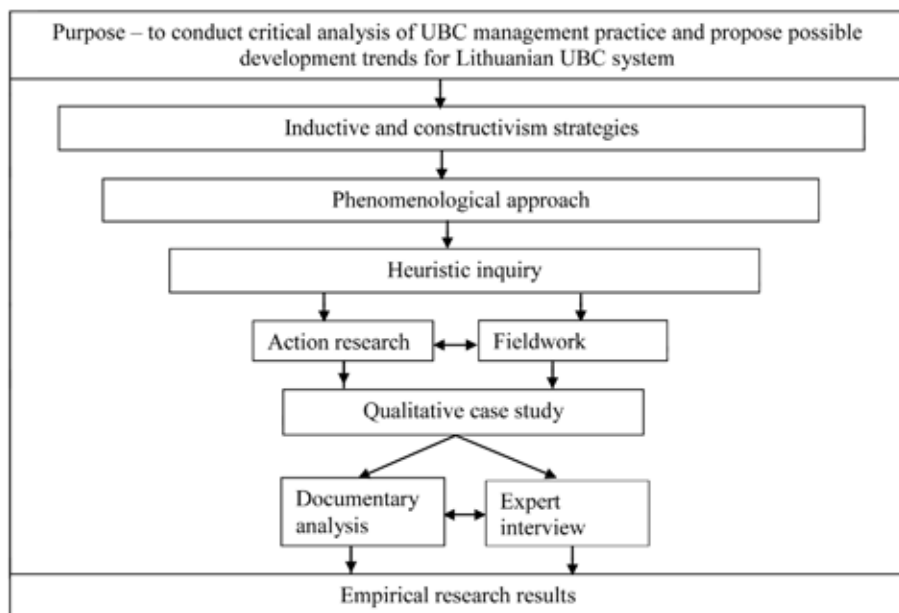 Purpose – to conduct critical analysis of UBC management practice and propose possible
development trends for Lithuanian UBC system
Inductive and constructivism strategies
Phenomenological approach
Heuristic inquiry
Action research
Fieldwork
Qualitative case study
Documentary
analysis
Expert
interview
Empirical research results